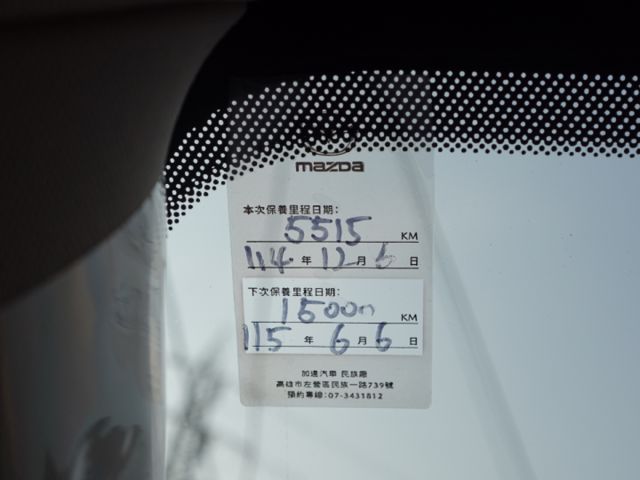 mazda
本次保養里程日期：
5515 KM
114 年 12 月 6 日
下次保養里程日期：
15000 KM
115 年 6 月 6 日
加達汽車 民族廠
高雄市左營區民族一路739號
預約專線：07-3431812